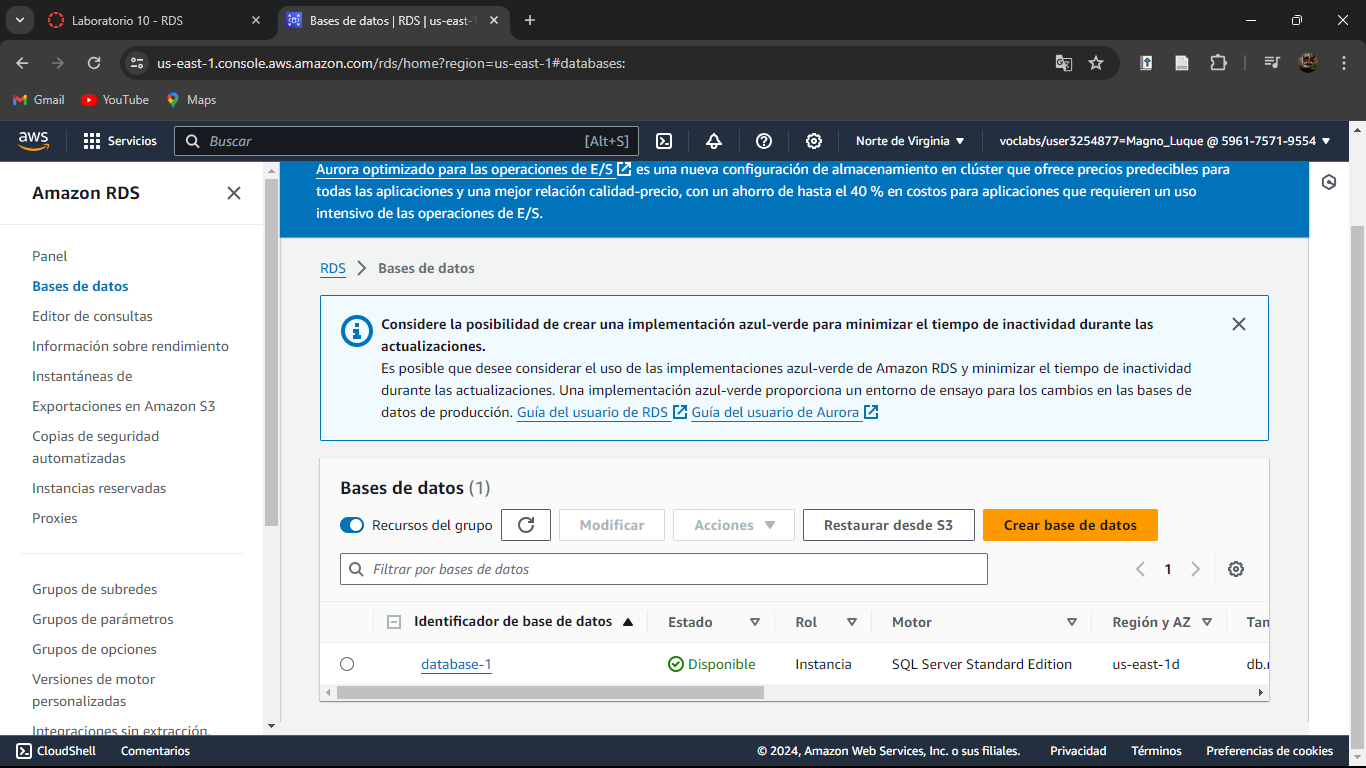 Laboratorio 10 - RDS
Bases de datos | RDS | us-east-1
us-east-1.console.aws.amazon.com/rds/home?region=us-east-1#databases:
Gmail YouTube Maps
aws Servicios Buscar [Alt+S] Norte de Virginia voclabs/user3254877=Magno_Luque @ 5961-7571-9554
Amazon RDS
Panel
Bases de datos
Editor de consultas
Información sobre rendimiento
Instantáneas de
Exportaciones en Amazon S3
Copias de seguridad
automatizadas
Instancias reservadas
Proxies
Grupos de subredes
Grupos de parámetros
Grupos de opciones
Versiones de motor
personalizadas
Integraciones sin extracción,
Aurora optimizado para las operaciones de E/S es una nueva configuración de almacenamiento en clúster que ofrece precios predecibles para
todas las aplicaciones y una mejor relación calidad-precio, con un ahorro de hasta el 40 % en costos para aplicaciones que requieren un uso
intensivo de las operaciones de E/S.
RDS Bases de datos
Considere la posibilidad de crear una implementación azul-verde para minimizar el tiempo de inactividad durante las
actualizaciones.
Es posible que desee considerar el uso de las implementaciones azul-verde de Amazon RDS y minimizar el tiempo de inactividad
durante las actualizaciones. Una implementación azul-verde proporciona un entorno de ensayo para los cambios en las bases de
datos de producción. Guía del usuario de RDS Guía del usuario de Aurora
Bases de datos (1)
Recursos del grupo Modificar Acciones Restaurar desde S3 Crear base de datos
Filtrar por bases de datos 1
Identificador de base de datos Estado Rol Motor Región y AZ Tan
database-1 Disponible Instancia SQL Server Standard Edition us-east-1d db.r
CloudShell Comentarios © 2024, Amazon Web Services, Inc. o sus filiales. Privacidad Términos Preferencias de cookies